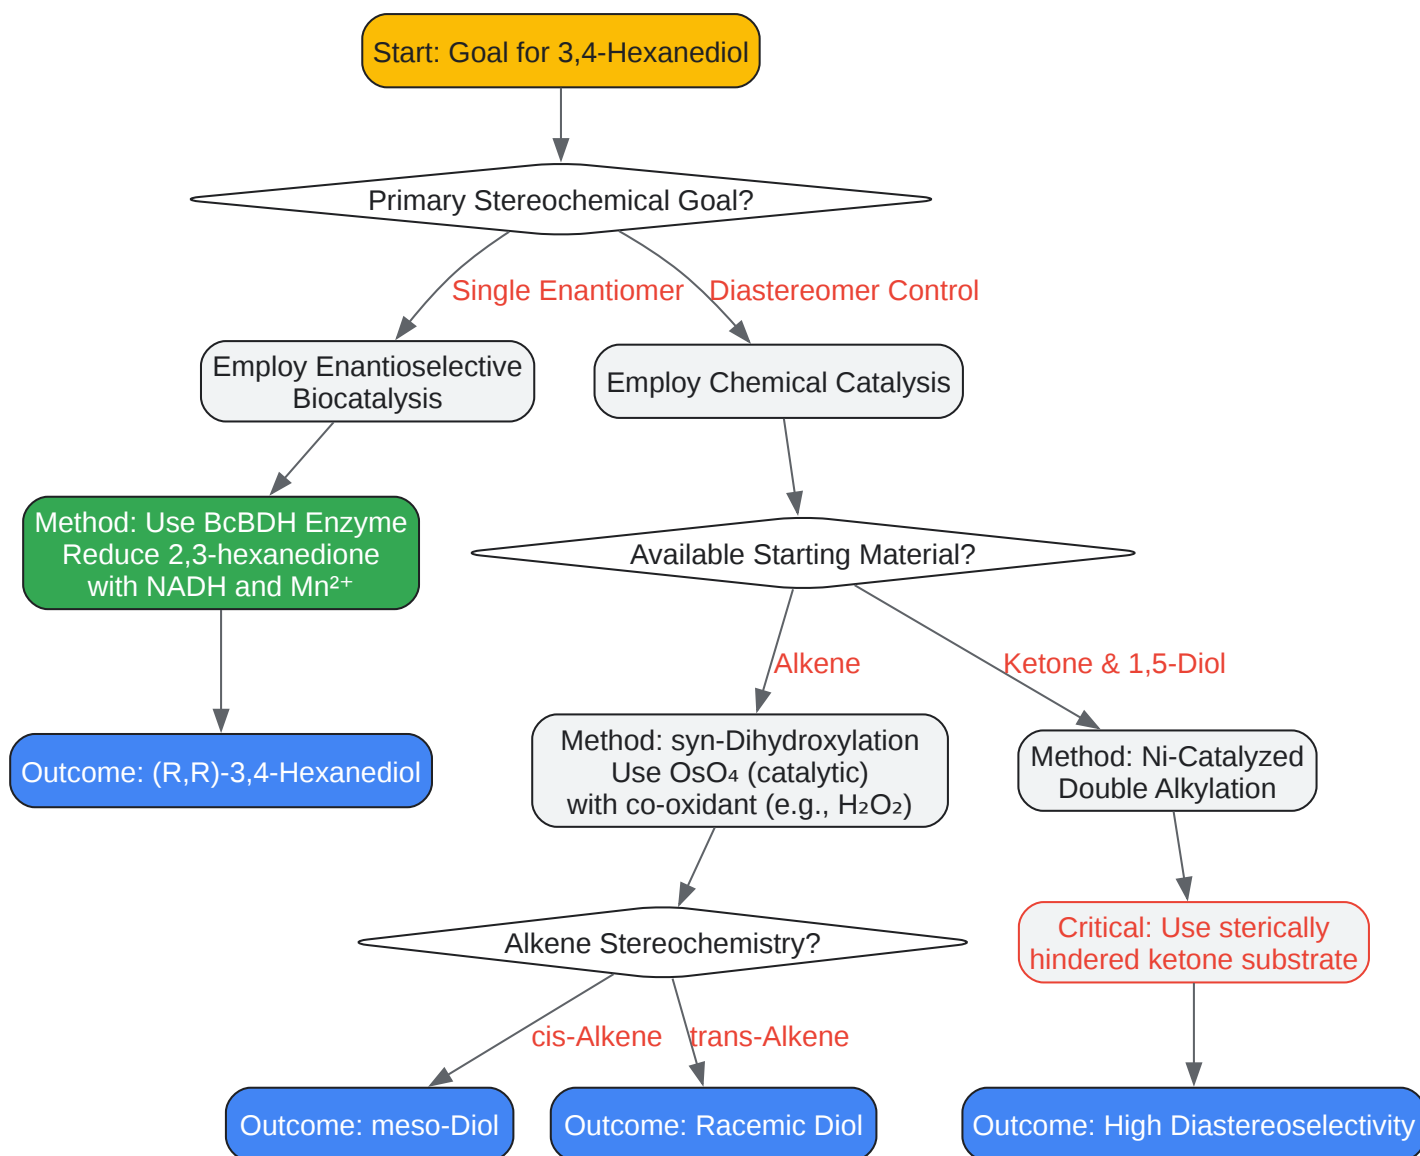 Start: Goal for 3,4-Hexanediol
Primary Stereochemical Goal?
Single Enantiomer
Diastereomer Control
Employ Enantioselective
Biocatalysis
Employ Chemical Catalysis
Method: Use BcBDH Enzyme
Reduce 2,3-hexanedione
with NADH and Mn²⁺
Available Starting Material?
Alkene
Ketone & 1,5-Diol
Outcome: (R,R)-3,4-Hexanediol
Method: syn-Dihydroxylation
Use OsO₄ (catalytic)
with co-oxidant (e.g., H₂O₂)
Method: Ni-Catalyzed
Double Alkylation
Alkene Stereochemistry?
Critical: Use sterically
hindered ketone substrate
cis-Alkene
trans-Alkene
Outcome: meso-Diol
Outcome: Racemic Diol
Outcome: High Diastereoselectivity